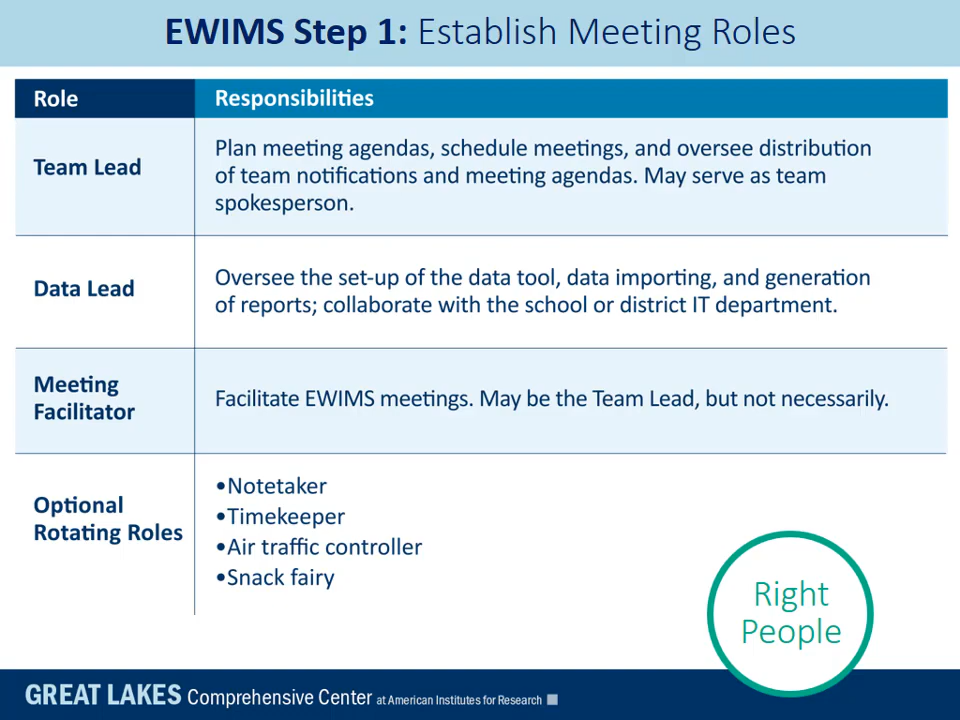 EWIMS Step 1: Establish Meeting Roles
Role
Responsibilities
Team Lead
Plan meeting agendas, schedule meetings, and oversee distribution
of team notifications and meeting agendas. May serve as team
spokesperson.
Data Lead
Oversee the set-up of the data tool, data importing, and generation
of reports; collaborate with the school or district IT department.
Meeting
Facilitator
Facilitate EWIMS meetings. May be the Team Lead, but not necessarily.
Optional
Rotating Roles
•Notetaker
•Timekeeper
•Air traffic controller
•Snack fairy
Right
People
GREAT LAKES Comprehensive Center at American Institutes for Research